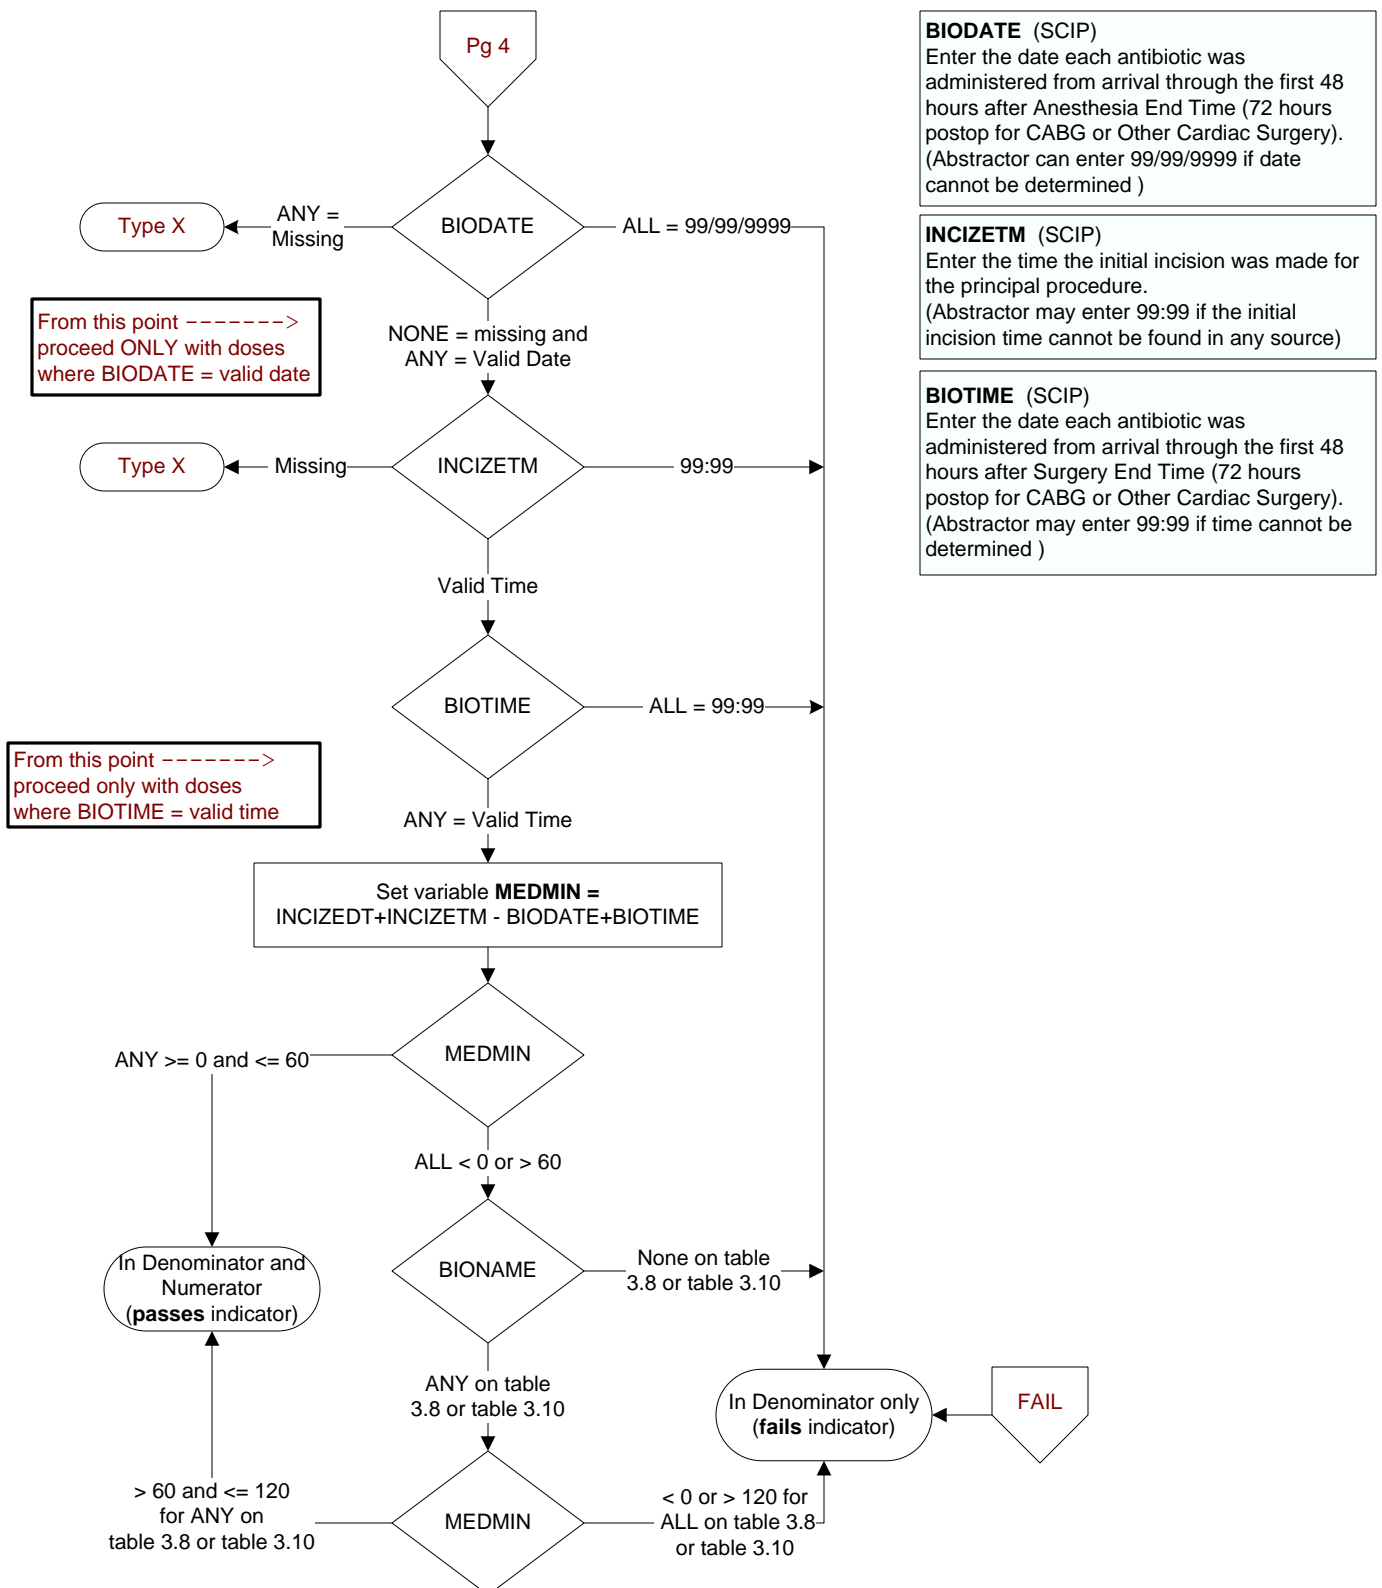 Pg 4
BIODATE (SCIP)
Enter the date each antibiotic was
administered from arrival through the first 48
hours after Anesthesia End Time (72 hours
postop for CABG or Other Cardiac Surgery).
(Abstractor can enter 99/99/9999 if date
cannot be determined )
Type X
ANY =
Missing
BIODATE
ALL = 99/99/9999
INCIZETM (SCIP)
Enter the time the initial incision was made for
the principal procedure.
(Abstractor may enter 99:99 if the initial
incision time cannot be found in any source)
From this point ------->
proceed ONLY with doses
where BIODATE = valid date
NONE = missing and
ANY = Valid Date
BIOTIME (SCIP)
Enter the date each antibiotic was
administered from arrival through the first 48
hours after Surgery End Time (72 hours
postop for CABG or Other Cardiac Surgery).
(Abstractor may enter 99:99 if time cannot be
determined )
Type X
Missing
INCIZETM
99:99
Valid Time
BIOTIME
ALL = 99:99
From this point ------->
proceed only with doses
where BIOTIME = valid time
ANY = Valid Time
Set variable MEDMIN =
INCIZEDT+INCIZETM - BIODATE+BIOTIME
ANY >= 0 and <= 60
MEDMIN
ALL < 0 or > 60
In Denominator and
Numerator
(passes indicator)
BIONAME
None on table
3.8 or table 3.10
ANY on table
3.8 or table 3.10
In Denominator only
(fails indicator)
FAIL
> 60 and <= 120
for ANY on
table 3.8 or table 3.10
MEDMIN
< 0 or > 120 for
ALL on table 3.8
or table 3.10